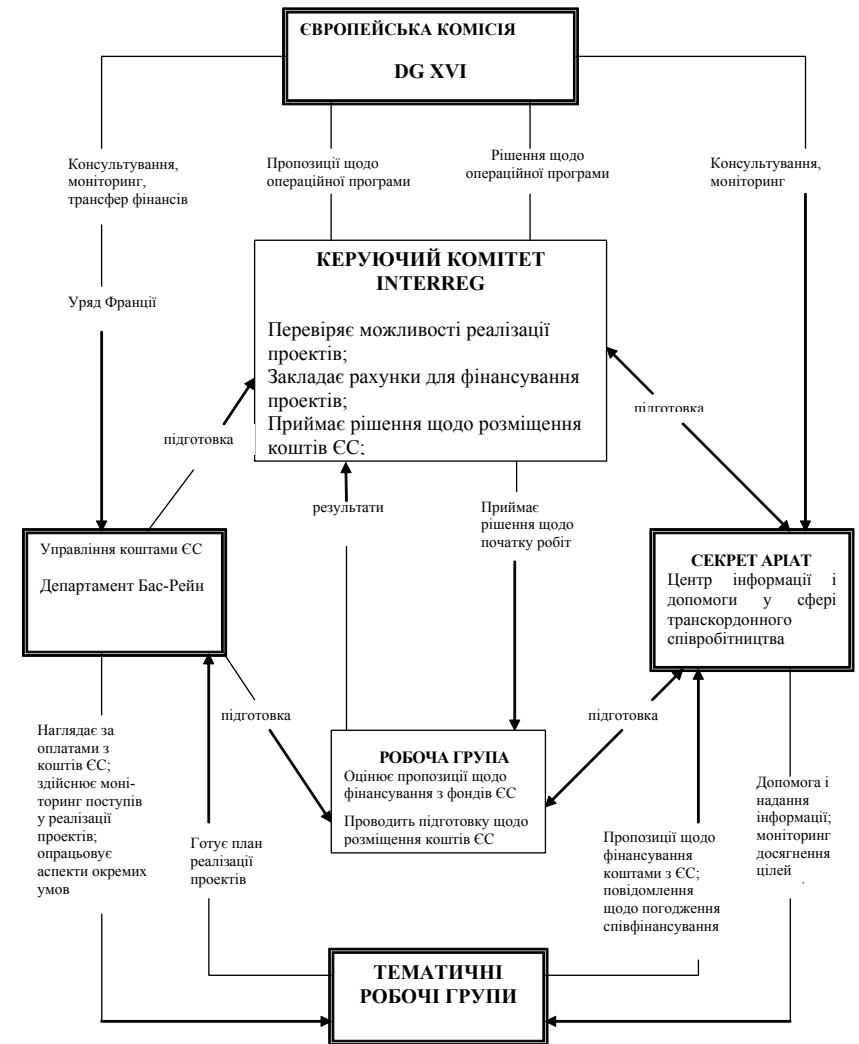 ЄВРОПЕЙСЬКА КОМІСІЯ
DG XVI
Консультування,
моніторинг,
трансфер фінансів
Пропозиції щодо
операційної програми
Рішення щодо
операційної програми
Консультування,
моніторинг
Уряд Франції
КЕРУЮЧИЙ КОМІТЕТ
INTERREG
Перевіряє можливості реалізації
проектів;
Закладає рахунки для фінансування
проектів;
Приймає рішення щодо розміщення
коштів ЄС;
підготовка
підготовка
результати
Приймає
рішення щодо
початку робіт
Управління коштами ЄС
Департамент Бас-Рейн
СЕКРЕТ АРІАТ
Центр інформації і
допомоги у сфері
транскордонного
співробітництва
підготовка
підготовка
РОБОЧА ГРУПА
Оцінює пропозиції щодо
фінансування з фондів ЄС
Проводить підготовку щодо
розміщення коштів ЄС
Наглядає за
оплатами з
коштів ЄС;
здійснює моні-
торинг поступів
у реалізації
проектів;
опрацьовує
аспекти окремих
умов
Готує план
реалізації
проектів
Пропозиції щодо
фінансування
коштами з ЄС;
повідомлення
щодо погодження
співфінансування
Допомога і
надання
інформації;
моніторинг
досягнення
цілей
ТЕМАТИЧНІ
РОБОЧІ ГРУПИ